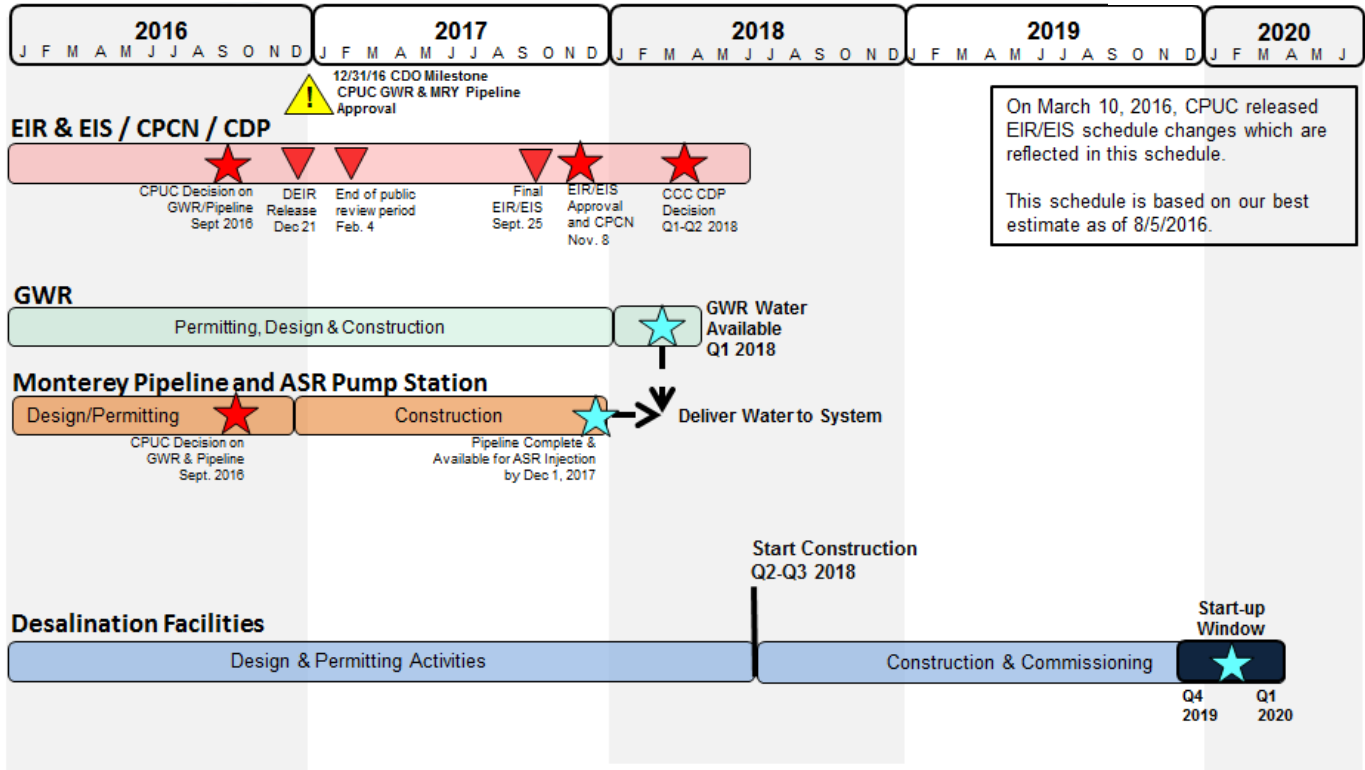 2016 2017 2018 2019 2020
J F M A M J J A S O N D J F M A M J J A S O N D J F M A M J J A S O N D J F M A M J J A S O N D J F M A M J
!
12/31/16 CDO Milestone
CPUC GWR & MRY Pipeline
Approval
On March 10, 2016, CPUC released
EIR/EIS schedule changes which are
reflected in this schedule.
This schedule is based on our best
estimate as of 8/5/2016.
EIR & EIS / CPCN / CDP
CPUC Decision on
GWR/Pipeline
Sept 2016
DEIR
Release
Dec 21
End of public
review period
Feb. 4
Final
EIR/EIS
Sept. 25
EIR/EIS
Approval
and CPCN
Nov. 8
CCC CDP
Decision
Q1-Q2 2018
GWR
Permitting, Design & Construction
GWR Water
Available
Q1 2018
Monterey Pipeline and ASR Pump Station
Design/Permitting
Construction
Deliver Water to System
CPUC Decision on
GWR & Pipeline
Sept. 2016
Pipeline Complete &
Available for ASR Injection
by Dec 1, 2017
Start Construction
Q2-Q3 2018
Desalination Facilities
Start-up
Window
Design & Permitting Activities
Construction & Commissioning
Q4
2019
Q1
2020